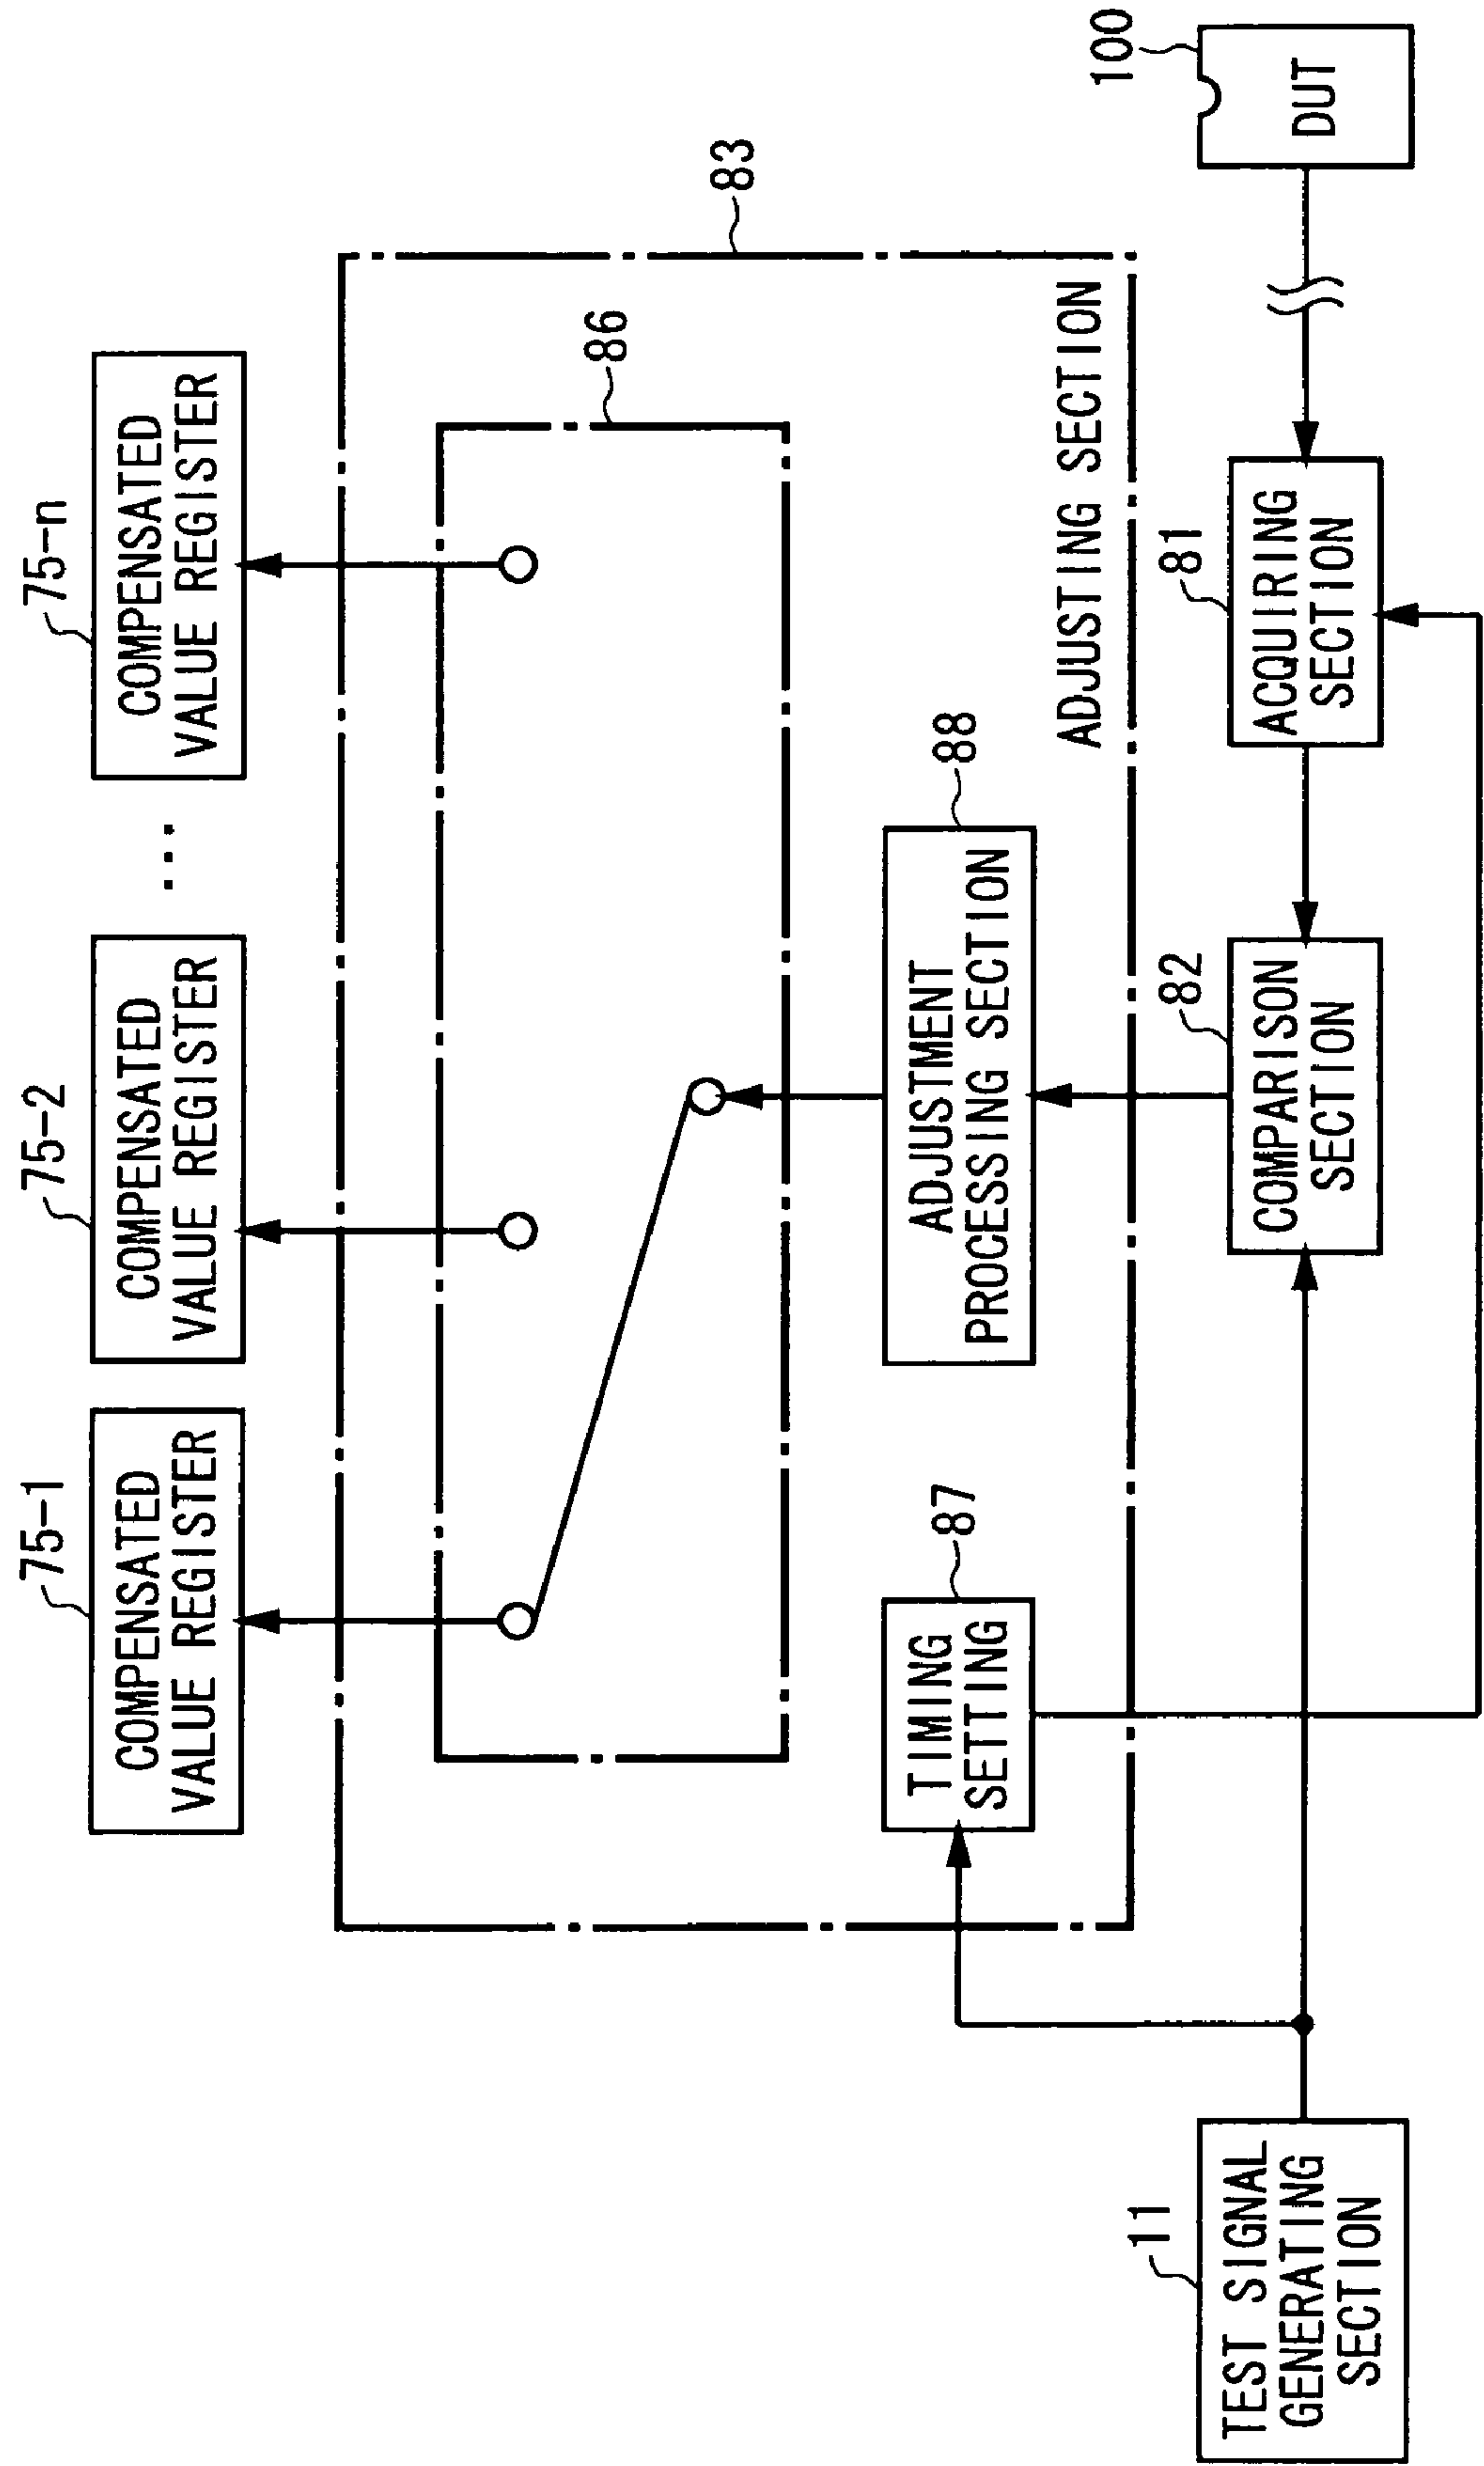 75-1
COMPENSATED
VALUE REGISTER
75-2
COMPENSATED
VALUE REGISTER
...
75-n
COMPENSATED
VALUE REGISTER
83
86
87
TIMING
SETTING
88
ADJUSTMENT
PROCESSING SECTION
ADJUSTING SECTION
11
TEST SIGNAL
GENERATING
SECTION
82
COMPARISON
SECTION
81
ACQUIRING
SECTION
100
DUT